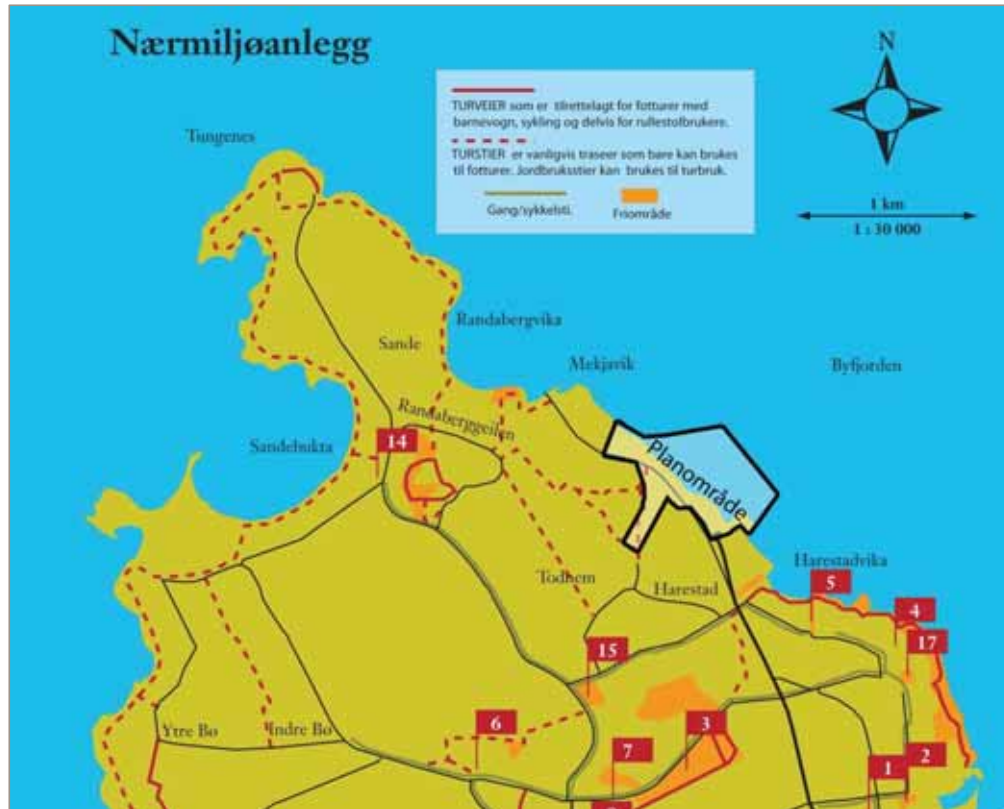 Nærmiljøanlegg
N
TURVEIER som er tilrettelagt for fotturer med
barnevogn, sykling og delvis for rullestolbrukere.
TURSTIER er vanligvis traseer som bare kan brukes
til fotturer. Jordbruksstier kan brukes til turbruk.
Gang/sykkelsti.
Friområde
1 km
1 : 30 000
Tungenes
Randabergvika
Sande
Mekjavik
Byfjorden
Randaberggeilen
Sandebukta
14
Planområde
Harestadvika
Todnem
Harestad
5
4
17
15
6
3
7
Ytre Bø
Indre Bø
2
1